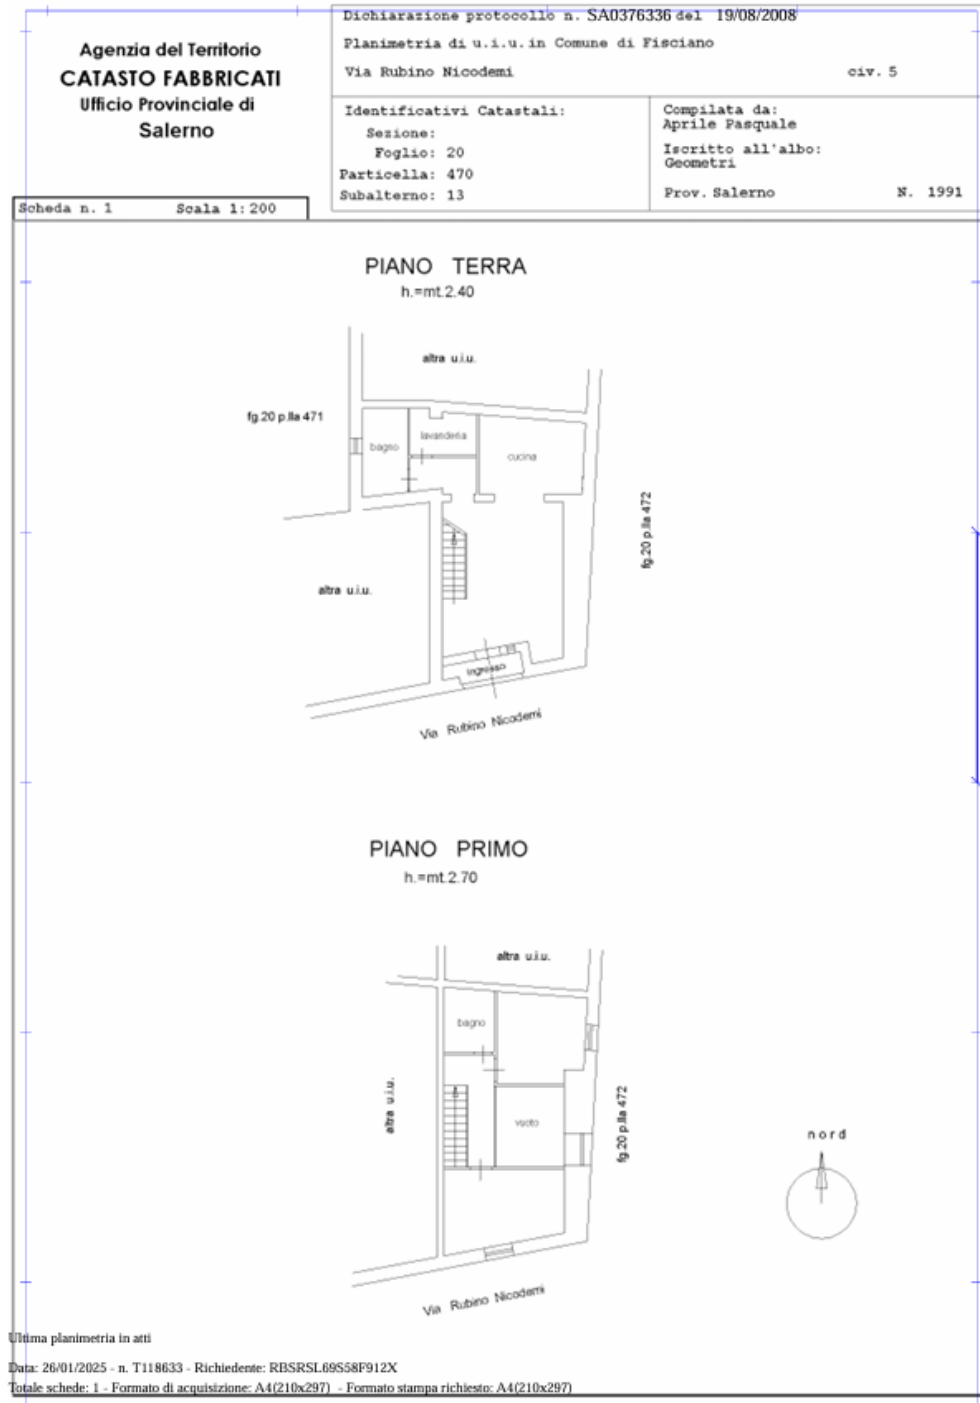 Agenzia del Territorio
CATASTO FABBRICATI
Ufficio Provinciale di
Salerno
Dichiarazione protocollo n. SA0376336 del 19/08/2008
Planimetria di u.i.u. in Comune di Fisciano
Via Rubino Nicodemi civ. 5
Identificativi Catastali:
Sezione:
Foglio: 20
Particella: 470
Subalterno: 13
Compilata da:
Aprile Pasquale
Iscritto all'albo:
Geometri
Prov. Salerno N. 1991
Scheda n. 1 Scala 1:200
PIANO TERRA
h.=mt.2.40
altra u.i.u.
fg.20 p.lla 471
bagno
lavanderia
cucina
fg.20 p.lla 472
altra u.i.u.
ingresso
Via Rubino Nicodemi
PIANO PRIMO
h.=mt.2.70
altra u.i.u.
bagno
altra u.i.u.
vuoto
fg.20 p.lla 472
nord
Via Rubino Nicodemi
Ultima planimetria in atti
Data: 26/01/2025 - n. T118633 - Richiedente: RBSRSL69S58F912X
Totale schede: 1 - Formato di acquisizione: A4(210x297) - Formato stampa richiesto: A4(210x297)